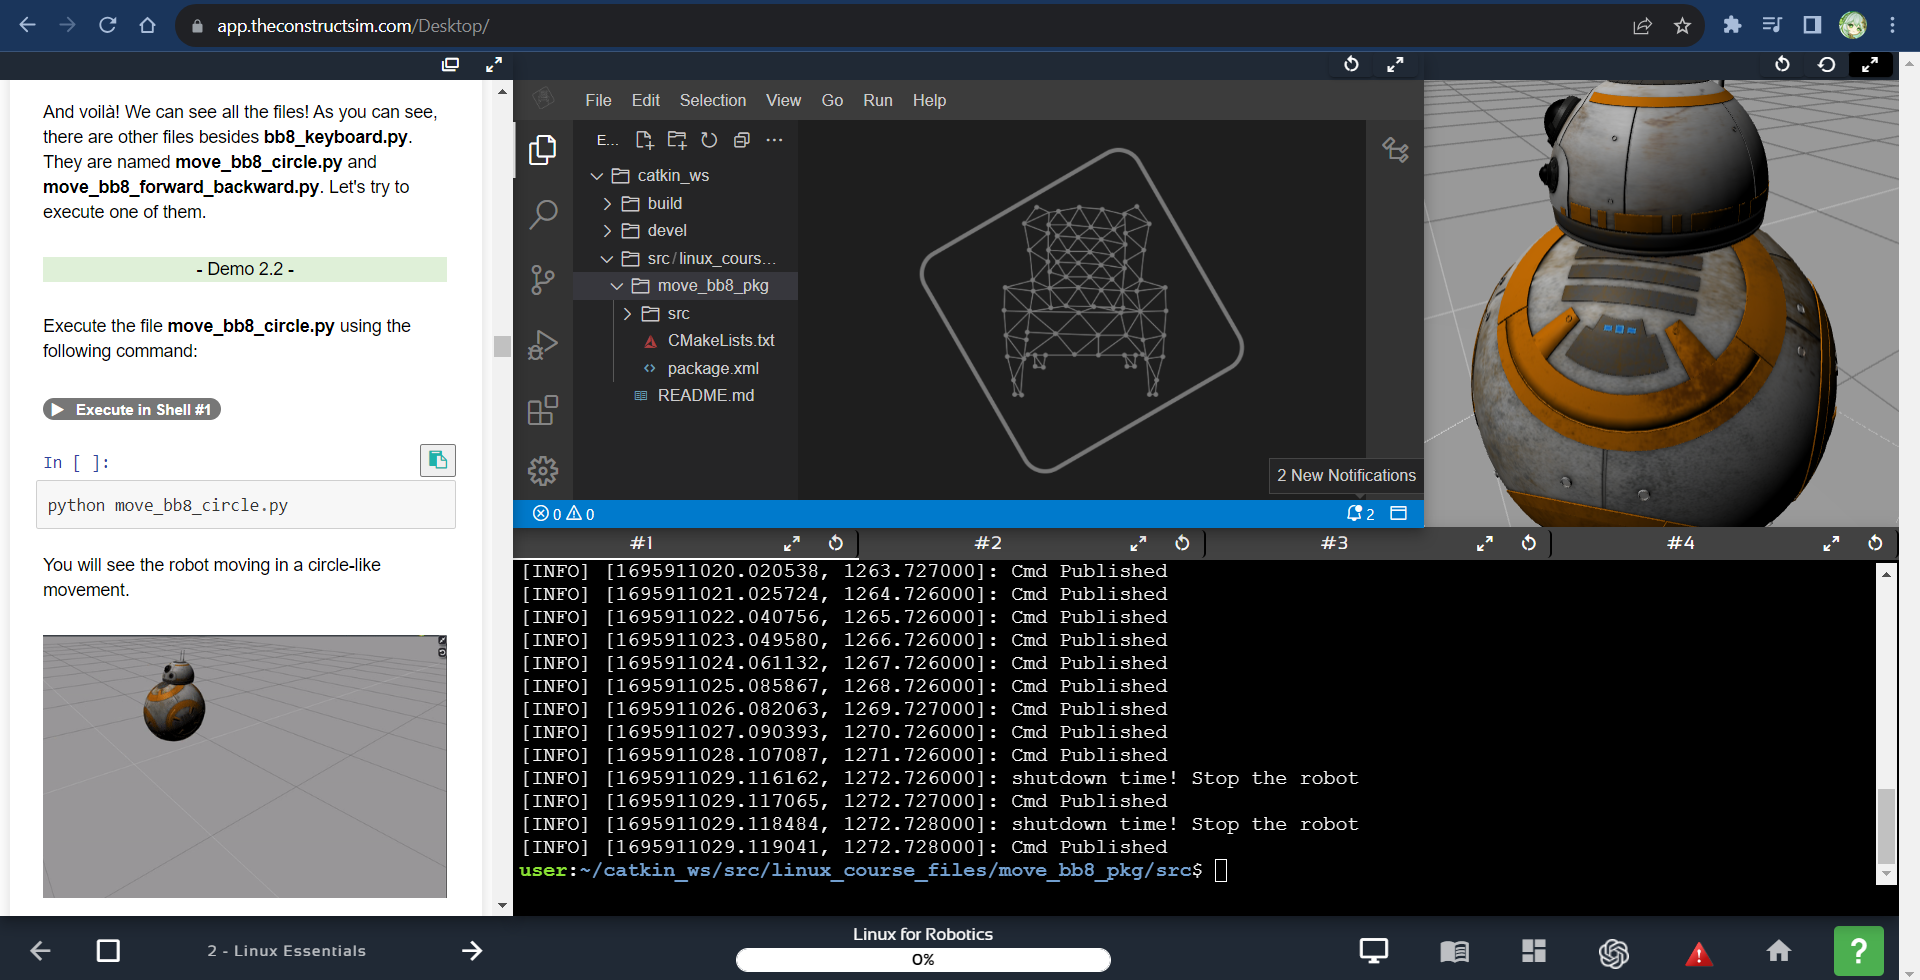 app.theconstructsim.com/Desktop/
And voilà! We can see all the files! As you can see,
there are other files besides bb8_keyboard.py.
They are named move_bb8_circle.py and
move_bb8_forward_backward.py. Let's try to
execute one of them.
- Demo 2.2 -
Execute the file move_bb8_circle.py using the
following command:
Execute in Shell #1
In [ ]:
python move_bb8_circle.py
You will see the robot moving in a circle-like
movement.
File Edit Selection View Go Run Help
E...
catkin_ws
build
devel
src/linux_cours...
move_bb8_pkg
src
CMakeLists.txt
package.xml
README.md
2 New Notifications
0 0
2
#1 #2 #3 #4
[INFO] [1695911020.020538, 1263.727000]: Cmd Published
[INFO] [1695911021.025724, 1264.726000]: Cmd Published
[INFO] [1695911022.040756, 1265.726000]: Cmd Published
[INFO] [1695911023.049580, 1266.726000]: Cmd Published
[INFO] [1695911024.061132, 1267.726000]: Cmd Published
[INFO] [1695911025.085867, 1268.726000]: Cmd Published
[INFO] [1695911026.082063, 1269.727000]: Cmd Published
[INFO] [1695911027.090393, 1270.726000]: Cmd Published
[INFO] [1695911028.107087, 1271.726000]: Cmd Published
[INFO] [1695911029.116162, 1272.726000]: shutdown time! Stop the robot
[INFO] [1695911029.117065, 1272.727000]: Cmd Published
[INFO] [1695911029.118484, 1272.728000]: shutdown time! Stop the robot
[INFO] [1695911029.119041, 1272.728000]: Cmd Published
user:~/catkin_ws/src/linux_course_files/move_bb8_pkg/src$
2 - Linux Essentials
Linux for Robotics
0%
?